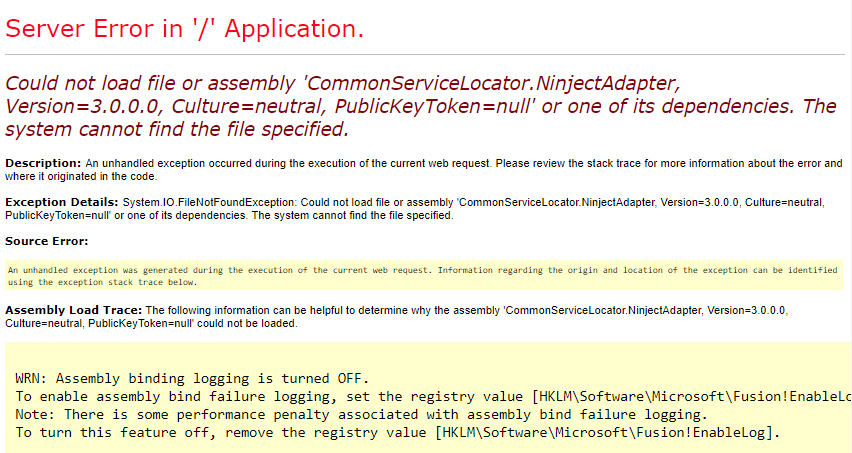 Server Error in '/' Application.
Could not load file or assembly 'CommonServiceLocator.NinjectAdapter,
Version=3.0.0.0, Culture=neutral, PublicKeyToken=null' or one of its dependencies. The
system cannot find the file specified.
Description: An unhandled exception occurred during the execution of the current web request. Please review the stack trace for more information about the error and
where it originated in the code.
Exception Details: System.IO.FileNotFoundException: Could not load file or assembly 'CommonServiceLocator.NinjectAdapter, Version=3.0.0.0, Culture=neutral,
PublicKeyToken=null' or one of its dependencies. The system cannot find the file specified.
Source Error:
An unhandled exception was generated during the execution of the current web request. Information regarding the origin and location of the exception can be identified
using the exception stack trace below.
Assembly Load Trace: The following information can be helpful to determine why the assembly 'CommonServiceLocator.NinjectAdapter, Version=3.0.0.0,
Culture=neutral, PublicKeyToken=null' could not be loaded.
WRN: Assembly binding logging is turned OFF.
To enable assembly bind failure logging, set the registry value [HKLM\Software\Microsoft\Fusion!EnableLo
Note: There is some performance penalty associated with assembly bind failure logging.
To turn this feature off, remove the registry value [HKLM\Software\Microsoft\Fusion!EnableLog].